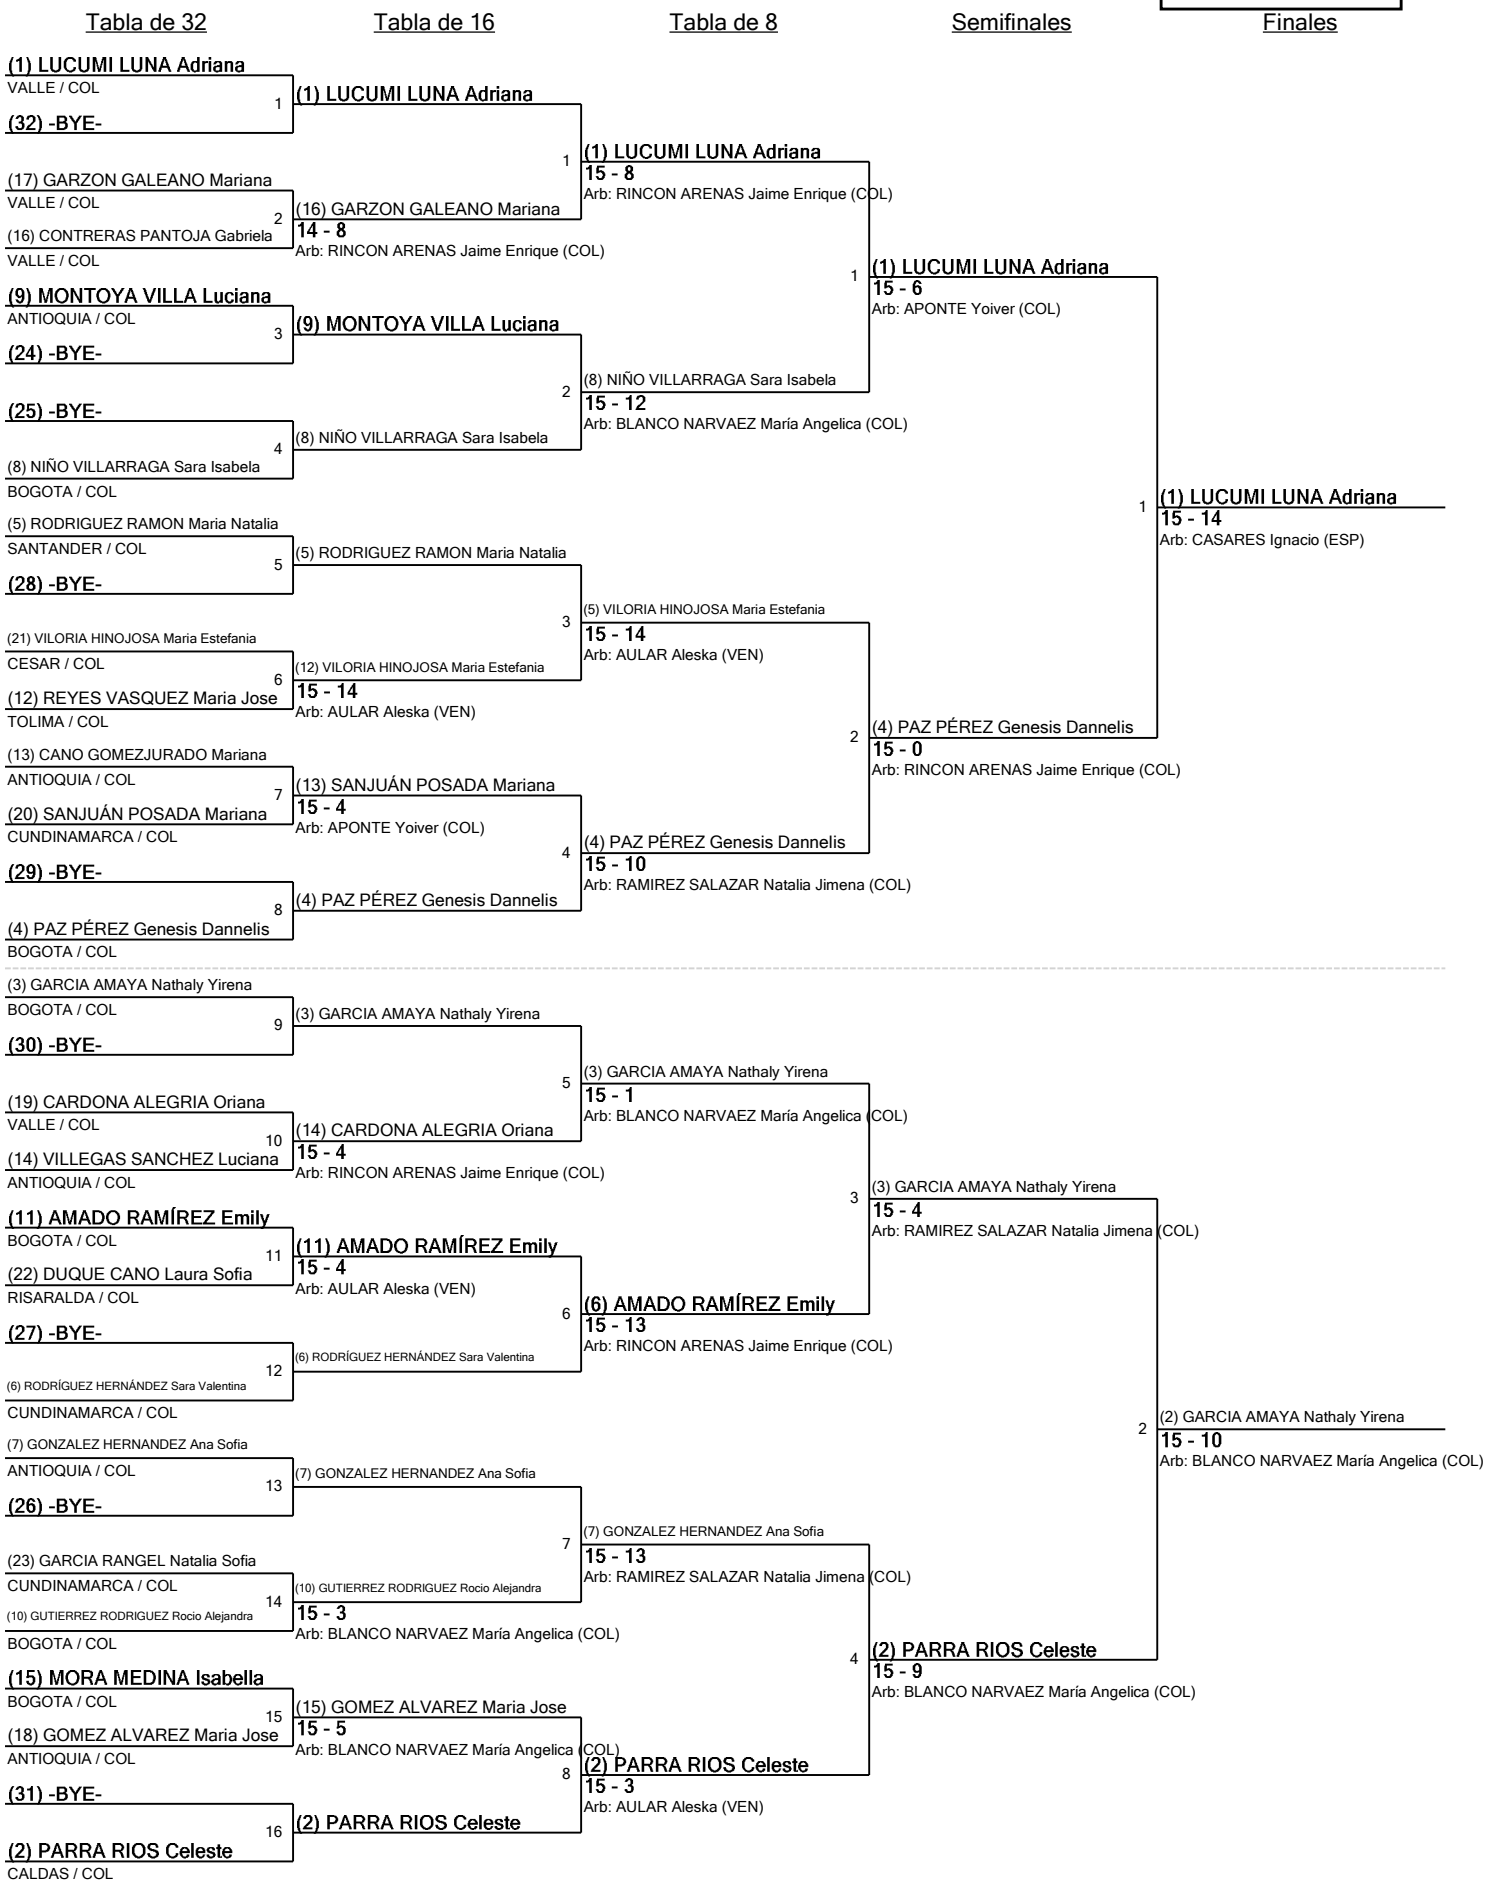 Tabla de 32
Tabla de 16
Tabla de 8
Semifinales
Finales
(1) LUCUMI LUNA Adriana
VALLE / COL
1
(32) -BYE-
(17) GARZON GALEANO Mariana
VALLE / COL
2
(16) CONTRERAS PANTOJA Gabriela
VALLE / COL
(9) MONTOYA VILLA Luciana
ANTIOQUIA / COL
3
(24) -BYE-
(25) -BYE-
4
(8) NIÑO VILLARRAGA Sara Isabela
BOGOTA / COL
(5) RODRIGUEZ RAMON Maria Natalia
SANTANDER / COL
5
(28) -BYE-
(21) VILORIA HINOJOSA Maria Estefania
CESAR / COL
6
(12) REYES VASQUEZ Maria Jose
TOLIMA / COL
(13) CANO GOMEZJURADO Mariana
ANTIOQUIA / COL
7
(20) SANJUÁN POSADA Mariana
CUNDINAMARCA / COL
(29) -BYE-
8
(4) PAZ PÉREZ Genesis Dannelis
BOGOTA / COL
(3) GARCIA AMAYA Nathaly Yirena
BOGOTA / COL
9
(30) -BYE-
(19) CARDONA ALEGRIA Oriana
VALLE / COL
10
(14) VILLEGAS SANCHEZ Luciana
ANTIOQUIA / COL
(11) AMADO RAMÍREZ Emily
BOGOTA / COL
11
(22) DUQUE CANO Laura Sofia
RISARALDA / COL
(27) -BYE-
12
(6) RODRÍGUEZ HERNÁNDEZ Sara Valentina
CUNDINAMARCA / COL
(7) GONZALEZ HERNANDEZ Ana Sofia
ANTIOQUIA / COL
13
(26) -BYE-
(23) GARCIA RANGEL Natalia Sofia
CUNDINAMARCA / COL
14
(10) GUTIERREZ RODRIGUEZ Rocio Alejandra
BOGOTA / COL
(15) MORA MEDINA Isabella
BOGOTA / COL
15
(18) GOMEZ ALVAREZ Maria Jose
ANTIOQUIA / COL
(31) -BYE-
16
(2) PARRA RIOS Celeste
CALDAS / COL
(1) LUCUMI LUNA Adriana
1
(16) GARZON GALEANO Mariana
14 - 8
Arb: RINCON ARENAS Jaime Enrique (COL)
(9) MONTOYA VILLA Luciana
2
(8) NIÑO VILLARRAGA Sara Isabela
(5) RODRIGUEZ RAMON Maria Natalia
3
(12) VILORIA HINOJOSA Maria Estefania
15 - 14
Arb: AULAR Aleska (VEN)
(13) SANJUÁN POSADA Mariana
15 - 4
Arb: APONTE Yoiver (COL)
4
(4) PAZ PÉREZ Genesis Dannelis
(3) GARCIA AMAYA Nathaly Yirena
5
(14) CARDONA ALEGRIA Oriana
15 - 4
Arb: RINCON ARENAS Jaime Enrique (COL)
(11) AMADO RAMÍREZ Emily
15 - 4
Arb: AULAR Aleska (VEN)
6
(6) RODRÍGUEZ HERNÁNDEZ Sara Valentina
(7) GONZALEZ HERNANDEZ Ana Sofia
7
(10) GUTIERREZ RODRIGUEZ Rocio Alejandra
15 - 3
Arb: BLANCO NARVAEZ María Angelica (COL)
(15) GOMEZ ALVAREZ Maria Jose
15 - 5
Arb: BLANCO NARVAEZ María Angelica (COL)
8
(2) PARRA RIOS Celeste
(1) LUCUMI LUNA Adriana
15 - 8
Arb: RINCON ARENAS Jaime Enrique (COL)
1
(8) NIÑO VILLARRAGA Sara Isabela
15 - 12
Arb: BLANCO NARVAEZ María Angelica (COL)
(5) VILORIA HINOJOSA Maria Estefania
15 - 14
Arb: AULAR Aleska (VEN)
2
(4) PAZ PÉREZ Genesis Dannelis
15 - 10
Arb: RAMIREZ SALAZAR Natalia Jimena (COL)
(3) GARCIA AMAYA Nathaly Yirena
15 - 1
Arb: BLANCO NARVAEZ María Angelica (COL)
3
(6) AMADO RAMÍREZ Emily
15 - 13
Arb: RINCON ARENAS Jaime Enrique (COL)
(7) GONZALEZ HERNANDEZ Ana Sofia
15 - 13
Arb: RAMIREZ SALAZAR Natalia Jimena (COL)
4
(2) PARRA RIOS Celeste
15 - 3
Arb: AULAR Aleska (VEN)
(1) LUCUMI LUNA Adriana
15 - 6
Arb: APONTE Yoiver (COL)
1
(4) PAZ PÉREZ Genesis Dannelis
15 - 0
Arb: RINCON ARENAS Jaime Enrique (COL)
(3) GARCIA AMAYA Nathaly Yirena
15 - 4
Arb: RAMIREZ SALAZAR Natalia Jimena (COL)
2
(2) PARRA RIOS Celeste
15 - 9
Arb: BLANCO NARVAEZ María Angelica (COL)
(1) LUCUMI LUNA Adriana
15 - 14
Arb: CASARES Ignacio (ESP)
(2) GARCIA AMAYA Nathaly Yirena
15 - 10
Arb: BLANCO NARVAEZ María Angelica (COL)